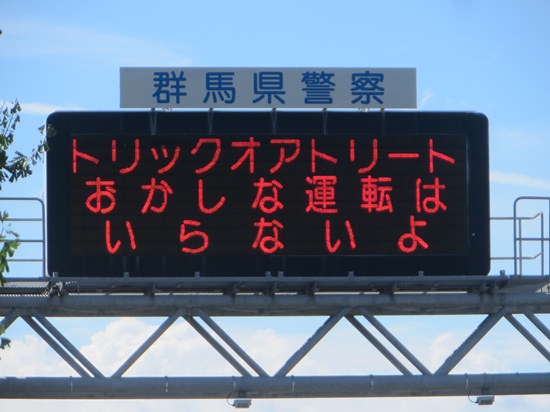 群馬県警察
トリックオアトリート
おかしな運転は
いらないよ